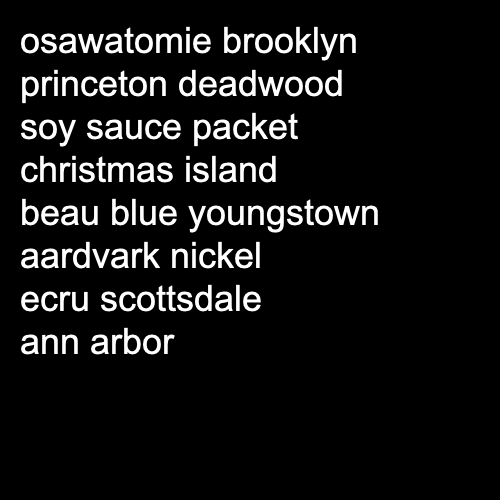 osawatomie brooklyn
princeton deadwood
soy sauce packet
christmas island
beau blue youngstown
aardvark nickel
ecru scottsdale
ann arbor